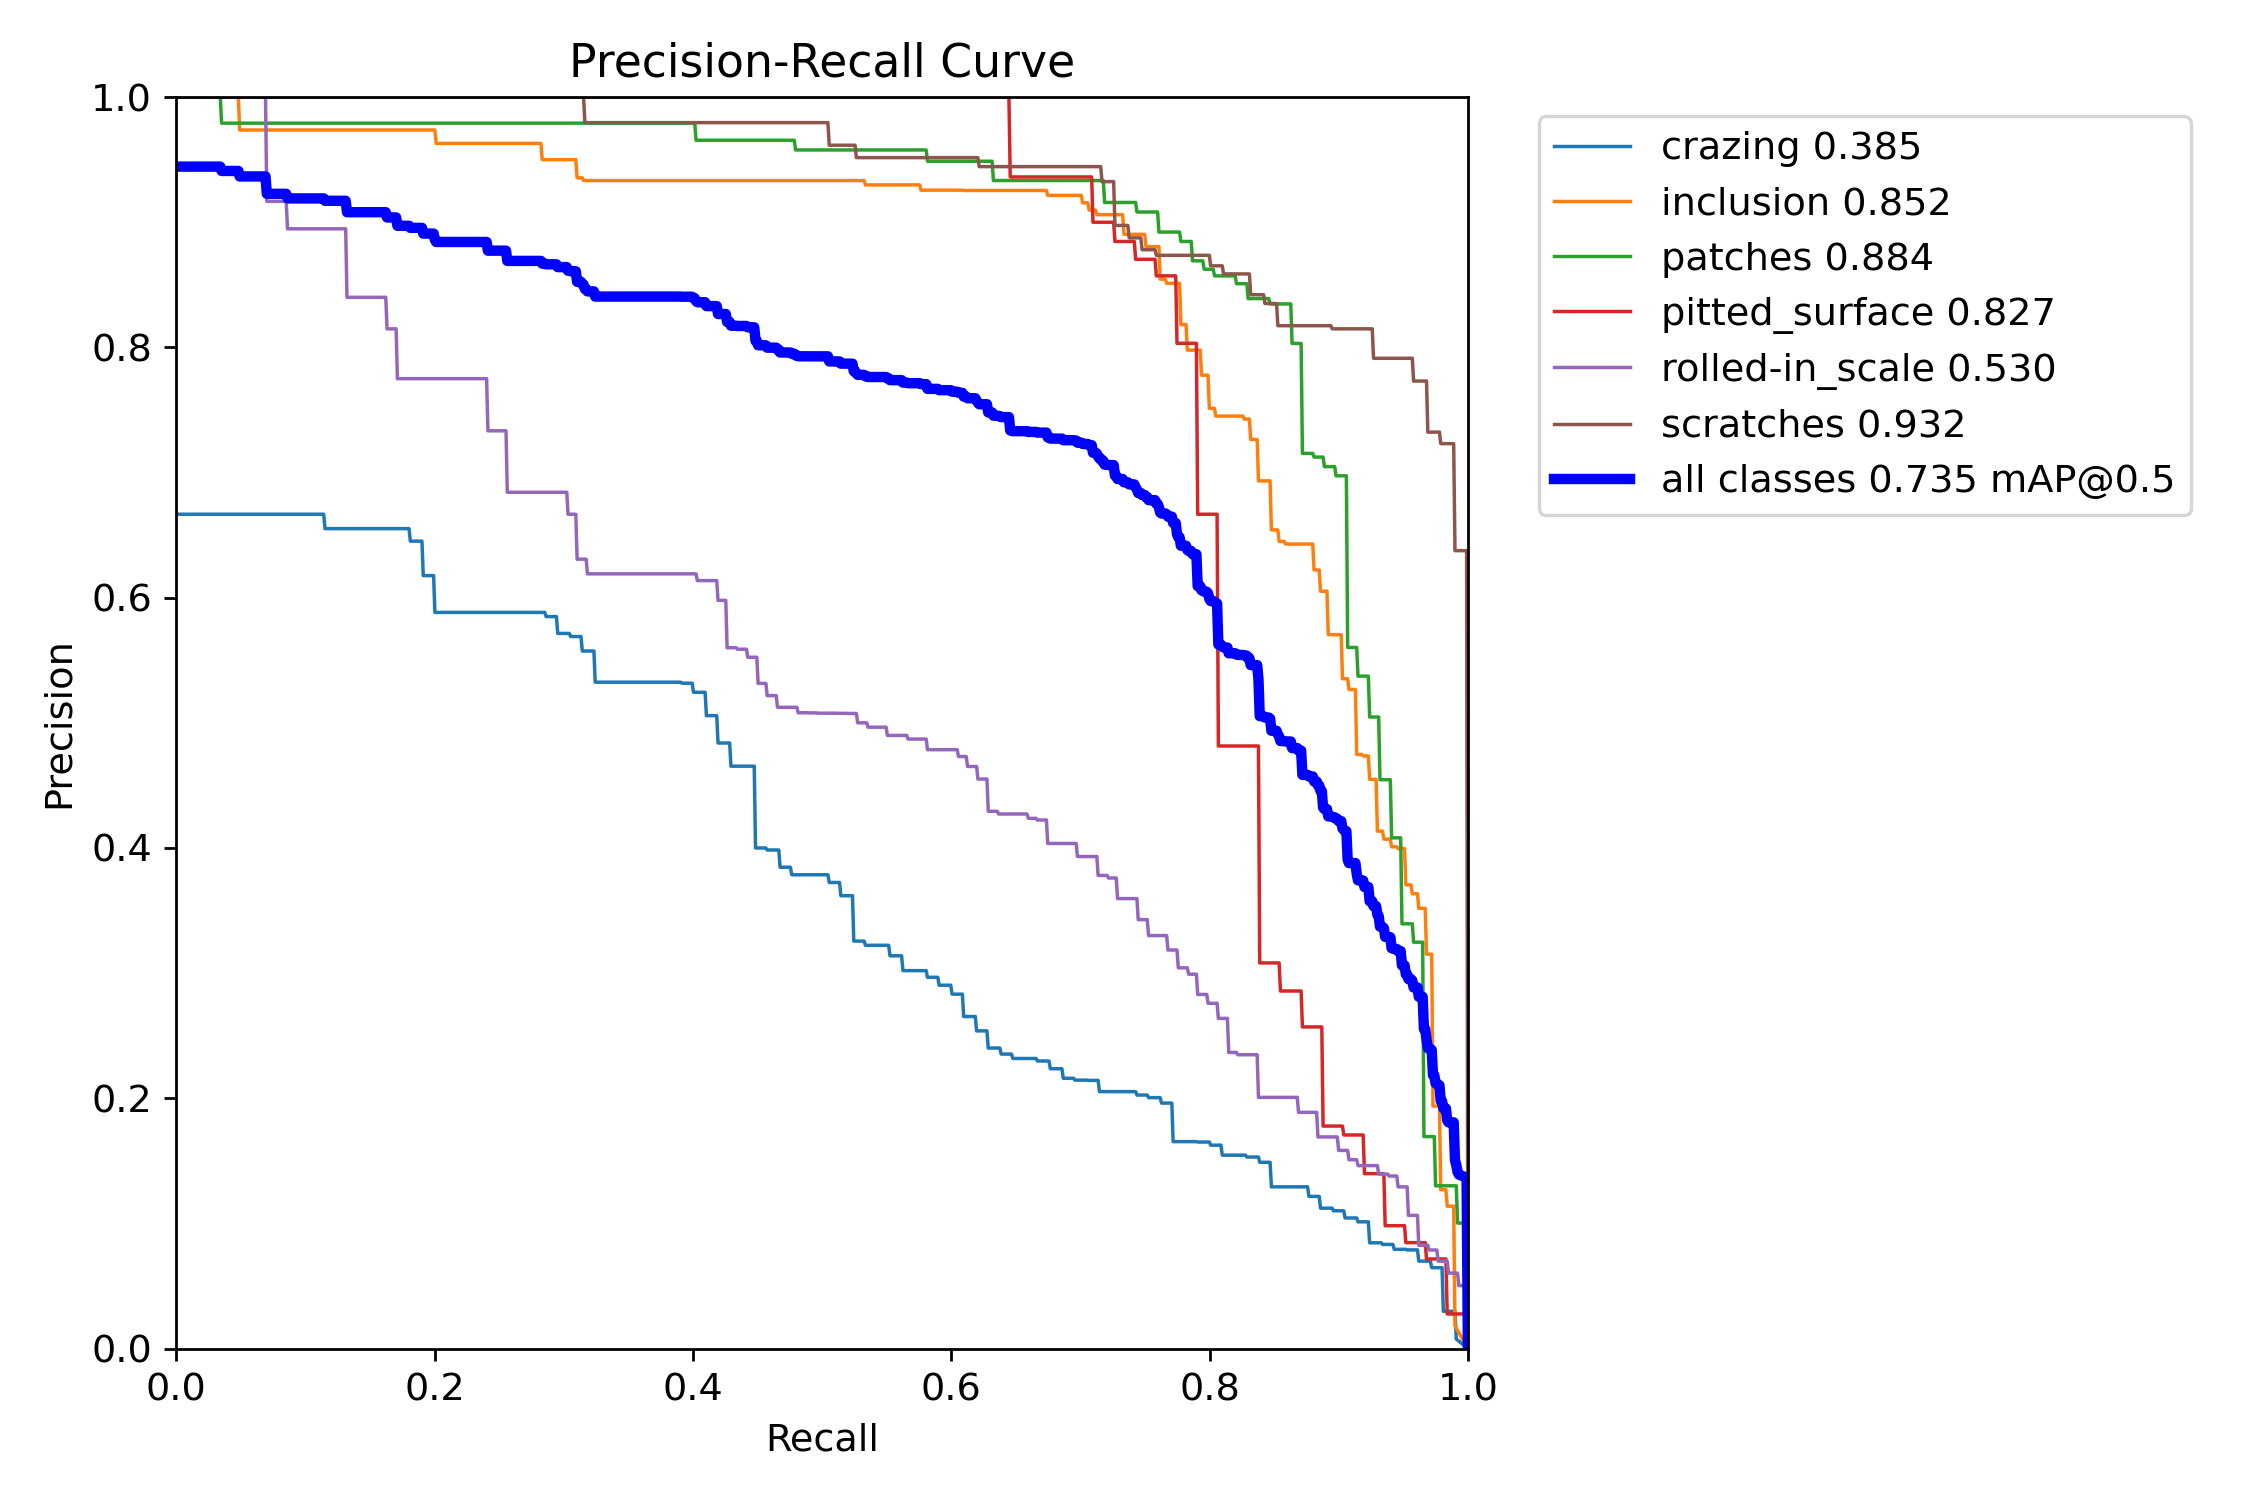 Precision-Recall Curve
1.0
0.8
0.6
0.4
0.2
0.0
Precision
0.0 0.2 0.4 0.6 0.8 1.0
Recall
crazing 0.385
inclusion 0.852
patches 0.884
pitted_surface 0.827
rolled-in_scale 0.530
scratches 0.932
all classes 0.735 mAP@0.5